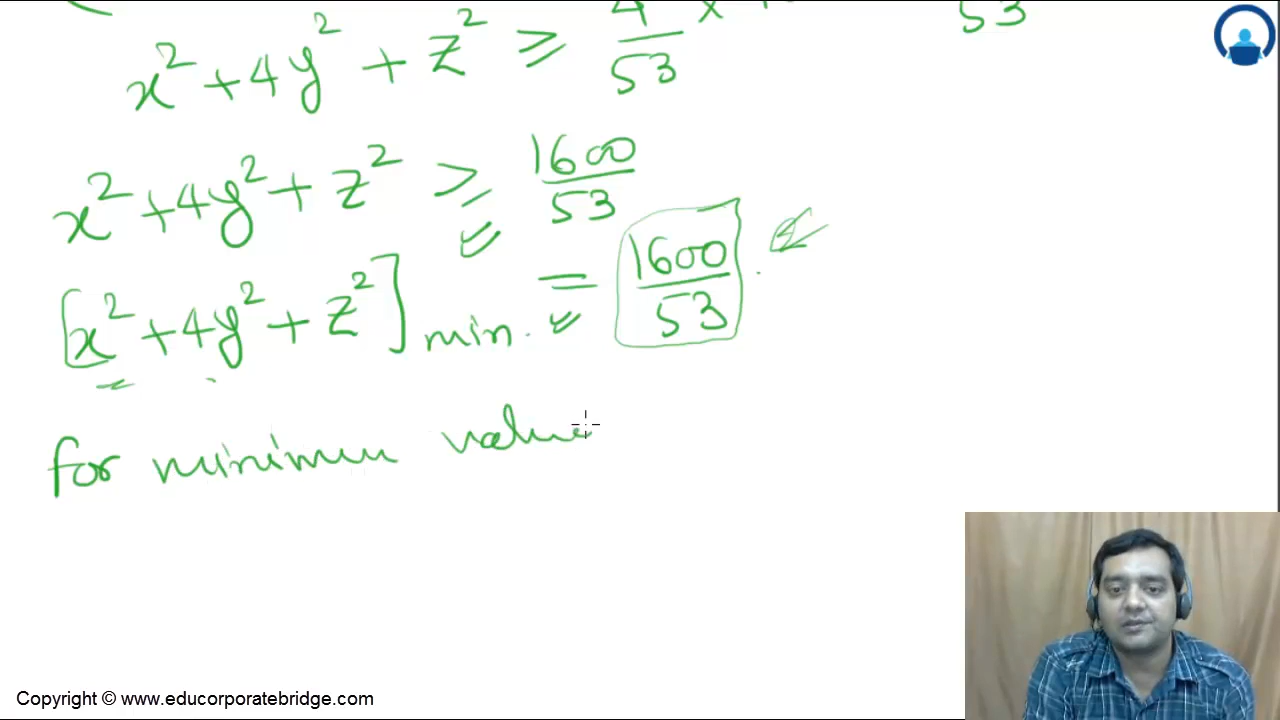 x² + 4y² + z² ≥ 4/53 ×
53
x² + 4y² + z² ≥ 1600/53
[x² + 4y² + z²] min. = 1600/53.
for minimum value
Copyright © www.educorporatebridge.com